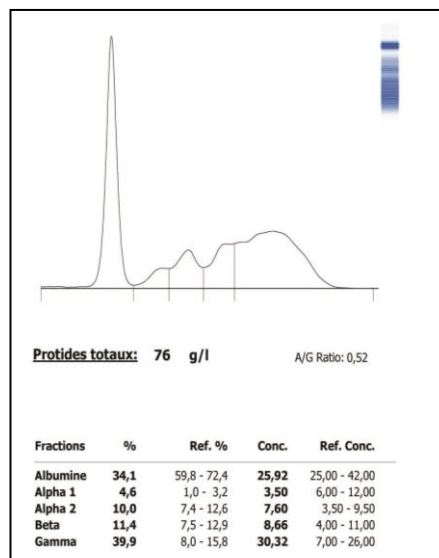 Protides totaux: 76 g/l A/G Ratio: 0,52
Fractions % Ref. % Conc. Ref. Conc.
Albumine 34,1 59,8 - 72,4 25,92 25,00 - 42,00
Alpha 1 4,6 1,0 - 3,2 3,50 6,00 - 12,00
Alpha 2 10,0 7,4 - 12,6 7,60 3,50 - 9,50
Beta 11,4 7,5 - 12,9 8,66 4,00 - 11,00
Gamma 39,9 8,0 - 15,8 30,32 7,00 - 26,00